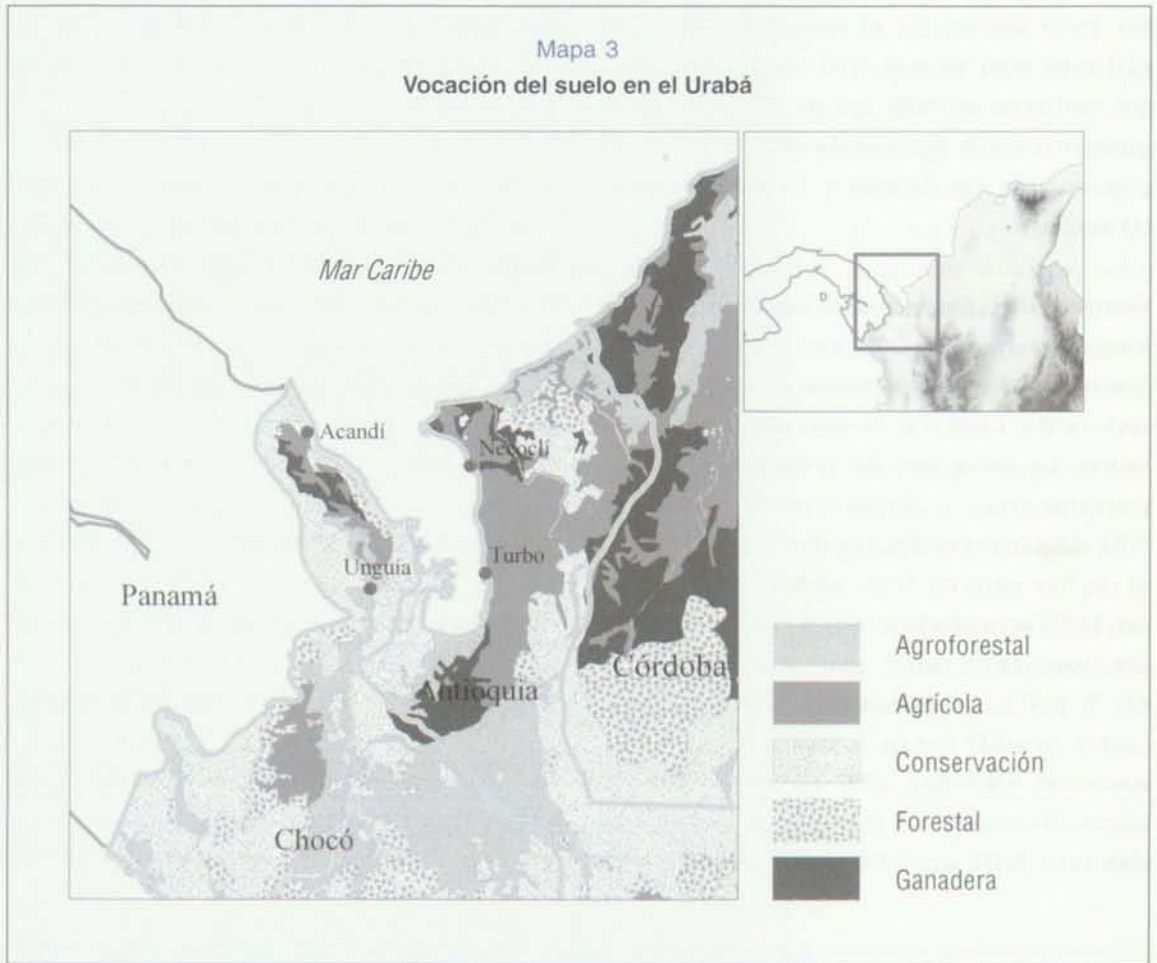 Mapa 3
Vocación del suelo en el Urabá
Mar Caribe
Acandí
Necoclí
Unguía
Turbo
Panamá
Antioquia
Córdoba
Chocó
Agroforestal
Agrícola
Conservación
Forestal
Ganadera